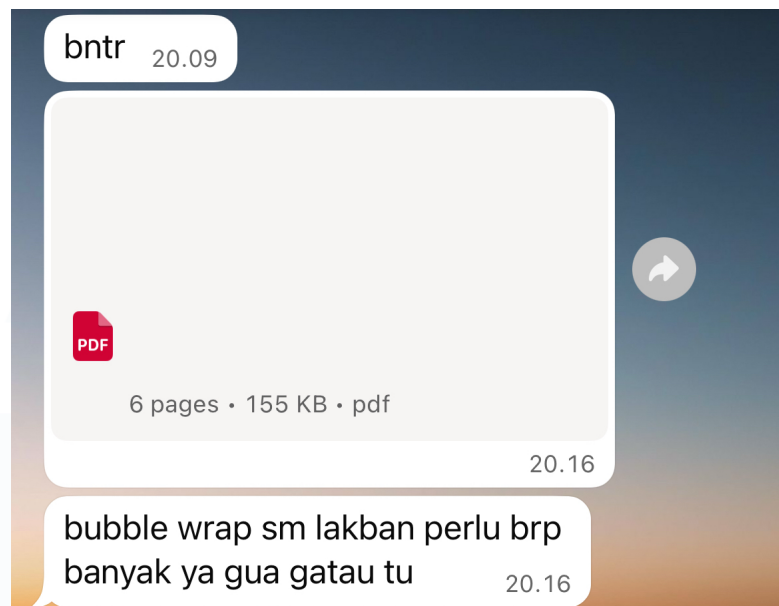 bntr 20.09
PDF
6 pages • 155 KB • pdf
20.16
bubble wrap sm lakban perlu brp
banyak ya gua gatau tu 20.16